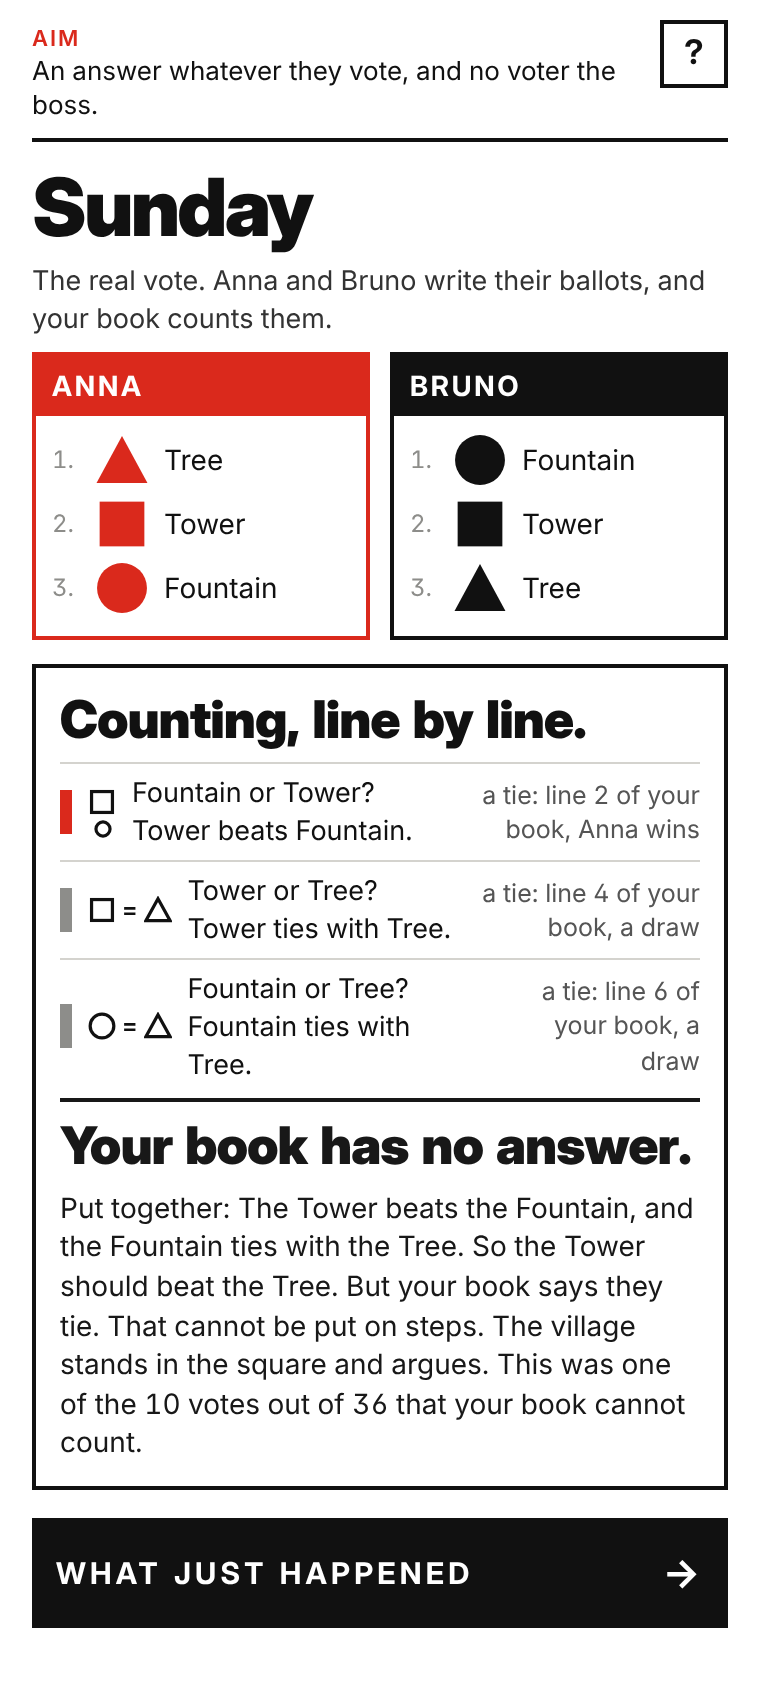 AIM
An answer whatever they vote, and no voter the
boss.
?
Sunday
The real vote. Anna and Bruno write their ballots, and
your book counts them.
ANNA
1. Tree
2. Tower
3. Fountain
BRUNO
1. Fountain
2. Tower
3. Tree
Counting, line by line.
Fountain or Tower?
Tower beats Fountain.
a tie: line 2 of your
book, Anna wins
=
Tower or Tree?
Tower ties with Tree.
a tie: line 4 of your
book, a draw
=
Fountain or Tree?
Fountain ties with
Tree.
a tie: line 6 of
your book, a
draw
Your book has no answer.
Put together: The Tower beats the Fountain, and
the Fountain ties with the Tree. So the Tower
should beat the Tree. But your book says they
tie. That cannot be put on steps. The village
stands in the square and argues. This was one
of the 10 votes out of 36 that your book cannot
count.
WHAT JUST HAPPENED →